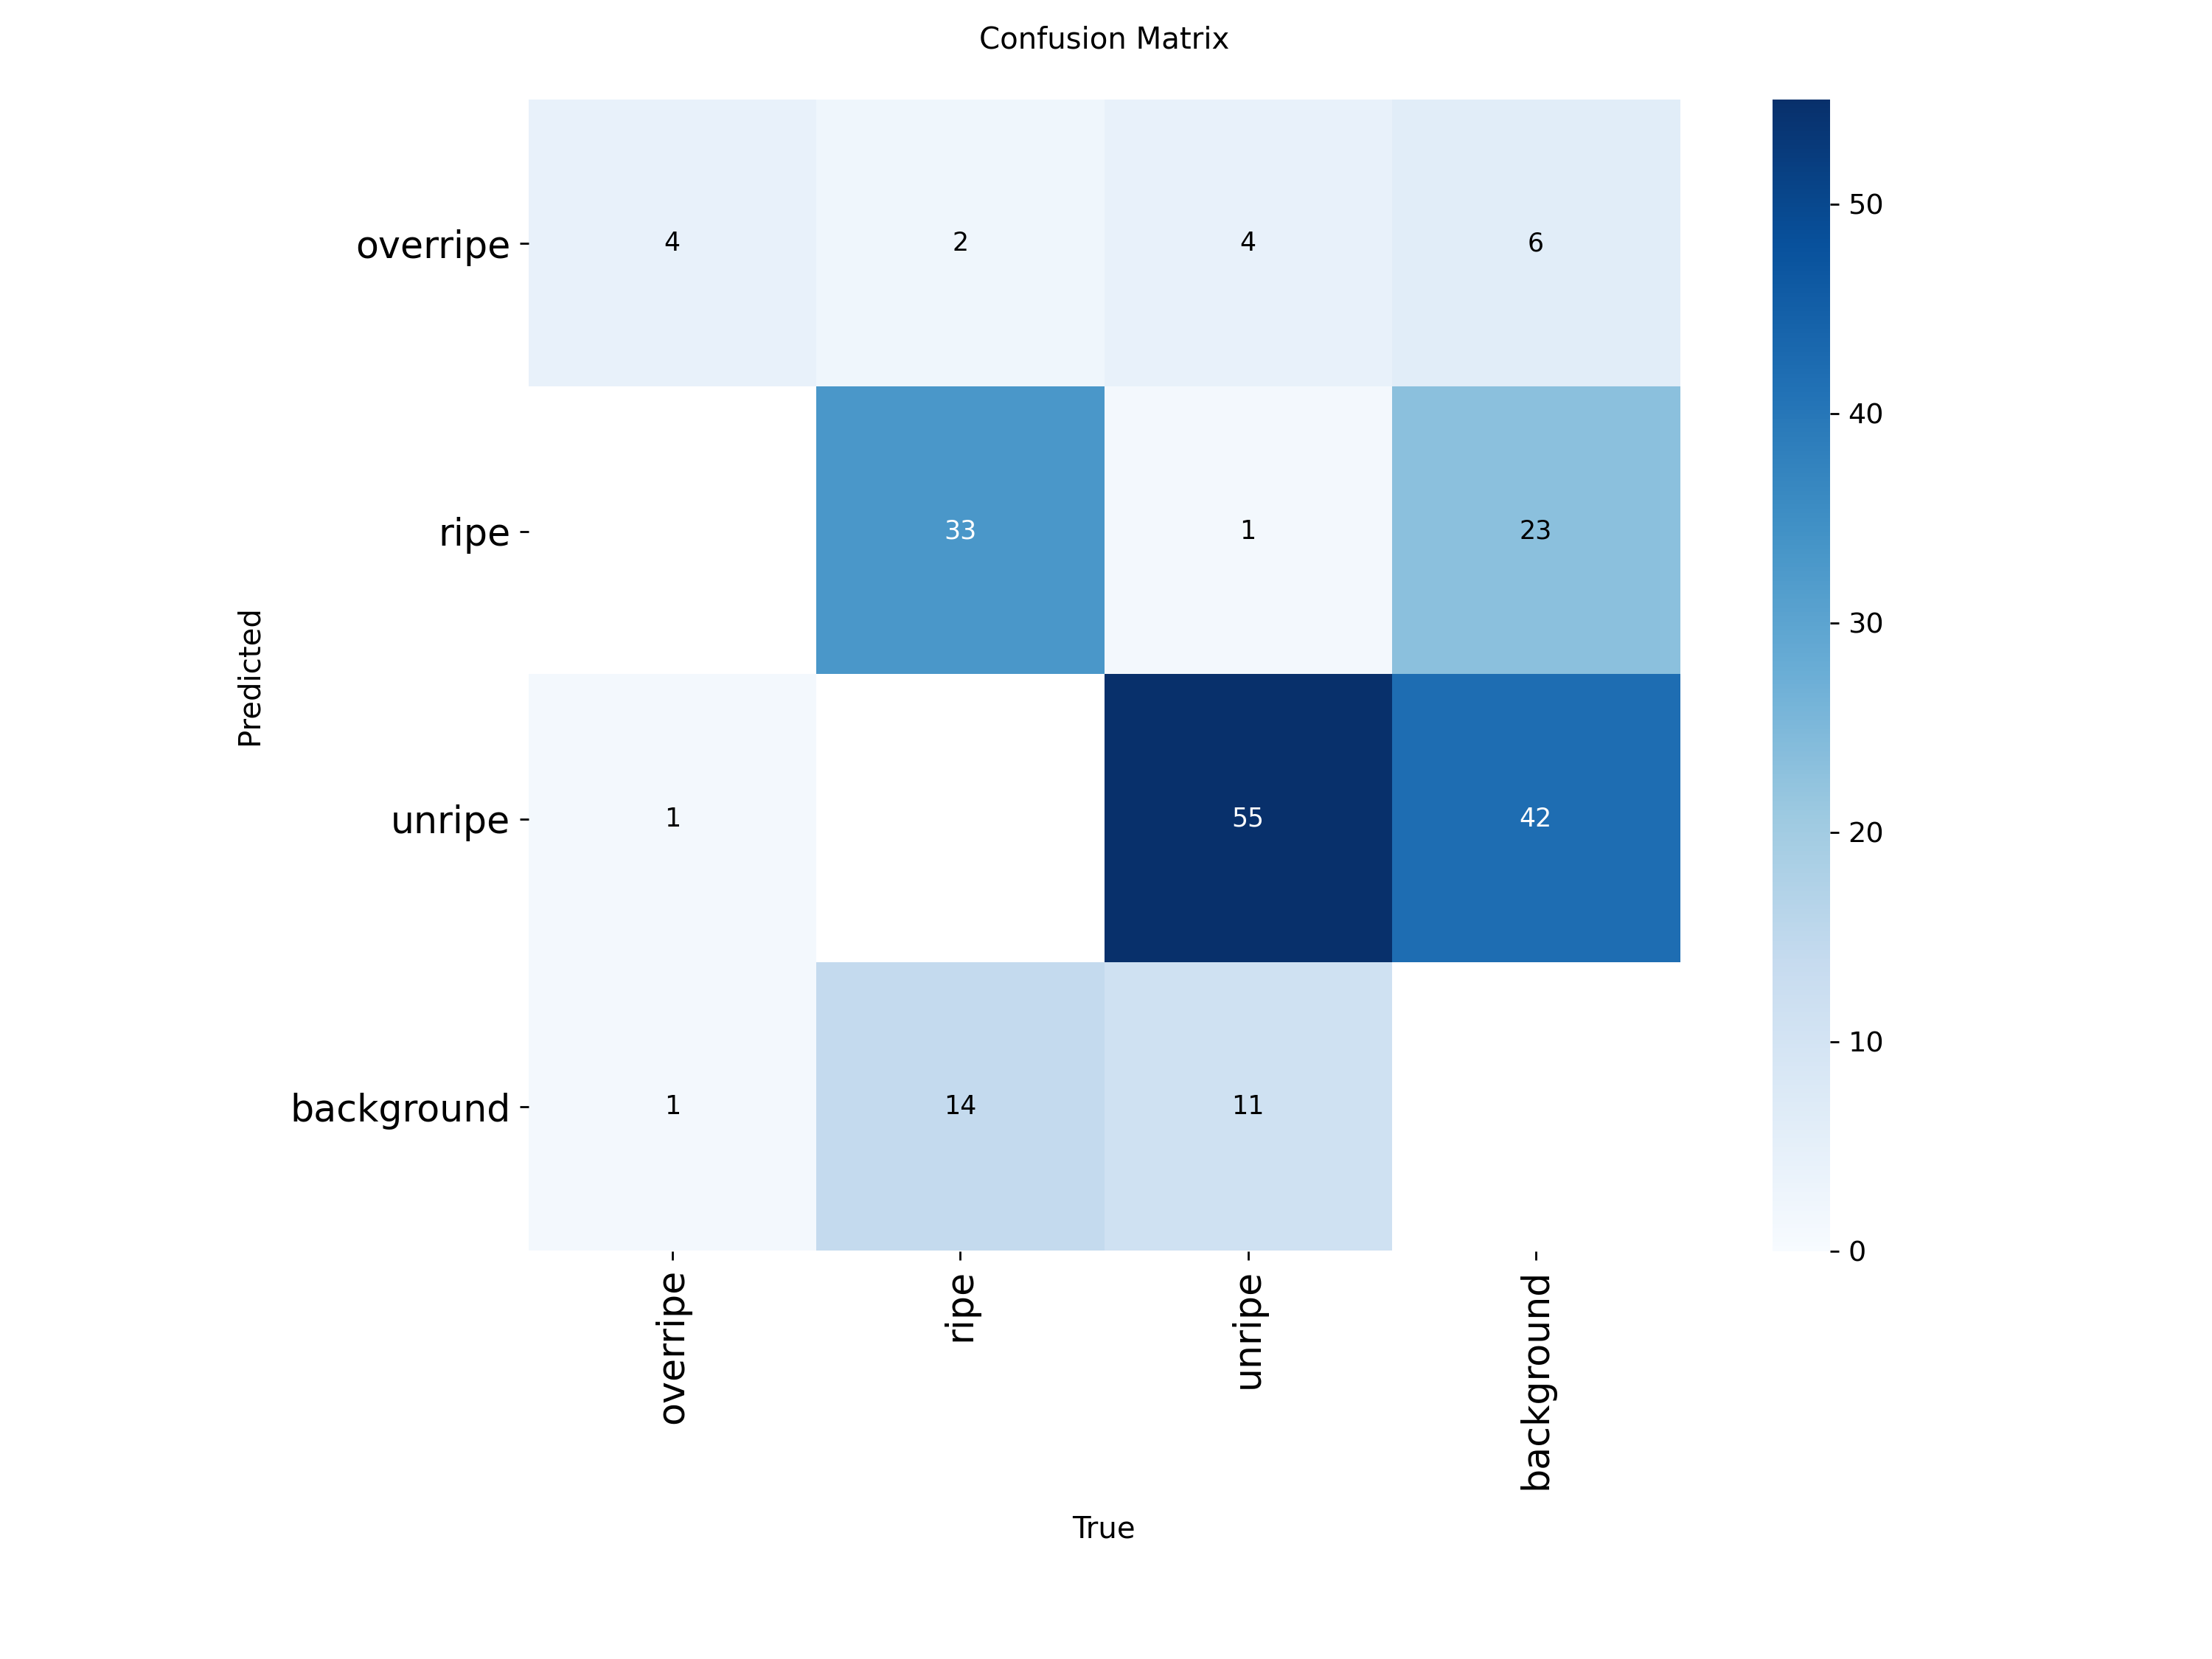 Confusion Matrix
overripe
4 2 4 6
ripe
33 1 23
unripe
1 55 42
background
1 14 11
overripe
ripe
unripe
background
Predicted
True
50
40
30
20
10
0